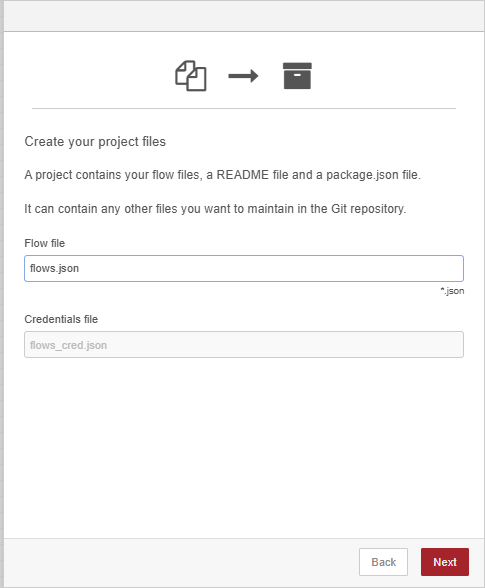 Create your project files
A project contains your flow files, a README file and a package.json file.
It can contain any other files you want to maintain in the Git repository.
Flow file
flows.json
*.json
Credentials file
flows_cred.json
Back
Next